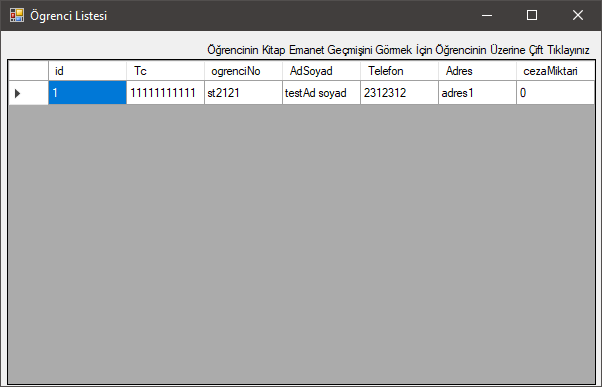 Ögrenci Listesi
Öğrencinin Kitap Emanet Geçmişini Görmek İçin Öğrencinin Üzerine Çift Tıklayınız
id Tc ogrenciNo AdSoyad Telefon Adres cezaMiktari
1 11111111111 st2121 testAd soyad 2312312 adres1 0